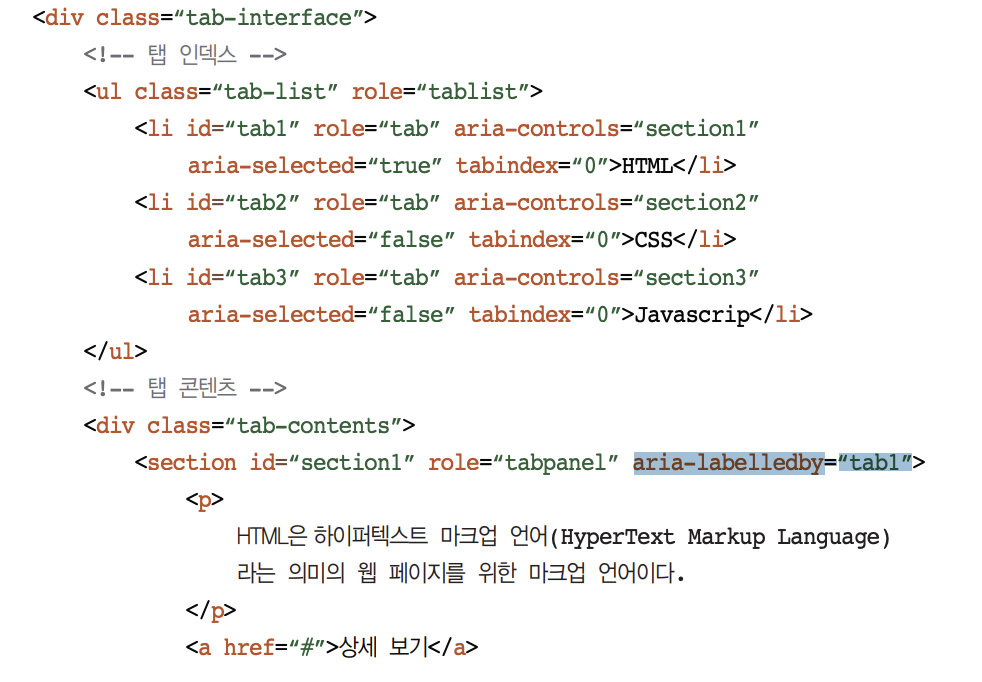 <div class=“tab-interface”>
<!-- 탭 인덱스 -->
<ul class=“tab-list” role=“tablist”>
<li id=“tab1” role=“tab” aria-controls=“section1”
aria-selected=“true” tabindex=“0”>HTML</li>
<li id=“tab2” role=“tab” aria-controls=“section2”
aria-selected=“false” tabindex=“0”>CSS</li>
<li id=“tab3” role=“tab” aria-controls=“section3”
aria-selected=“false” tabindex=“0”>Javascrip</li>
</ul>
<!-- 탭 콘텐츠 -->
<div class=“tab-contents”>
<section id=“section1” role=“tabpanel” aria-labelledby=“tab1”>
<p>
HTML은 하이퍼텍스트 마크업 언어(HyperText Markup Language)
라는 의미의 웹 페이지를 위한 마크업 언어이다.
</p>
<a href=“#”>상세 보기</a>